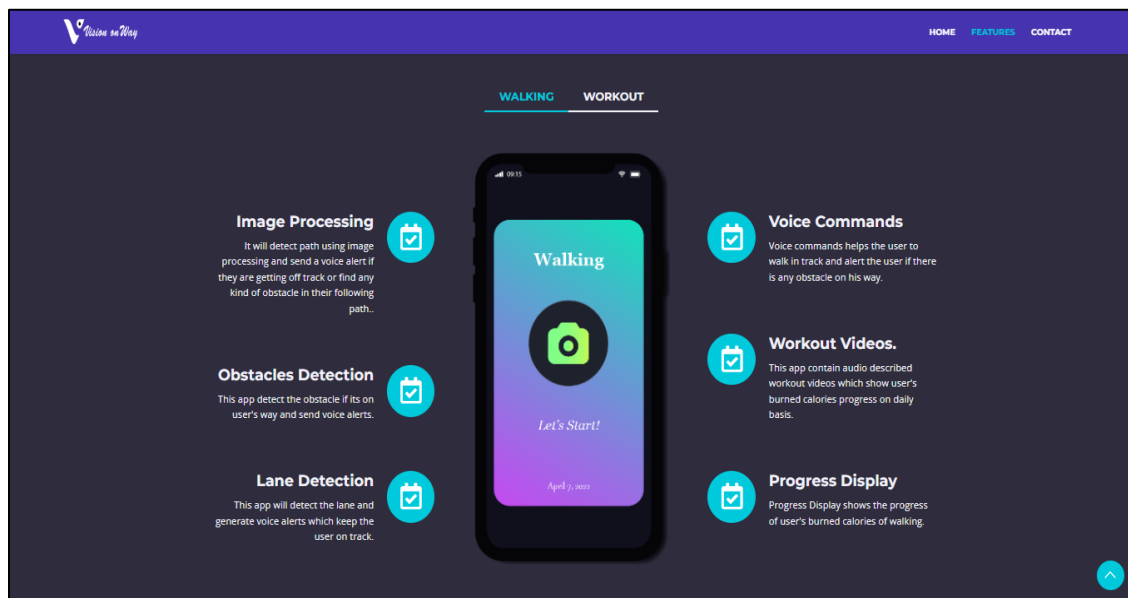 Vision on Way
HOME FEATURES CONTACT
WALKING WORKOUT
Image Processing
It will detect path using image
processing and send a voice alert if
they are getting off track or find any
kind of obstacle in their following
path..
Obstacles Detection
This app detect the obstacle if its on
user's way and send voice alerts.
Lane Detection
This app will detect the lane and
generate voice alerts which keep the
user on track.
09:15
Walking
Let's Start!
April 7, 2022
Voice Commands
Voice commands helps the user to
walk in track and alert the user if there
is any obstacle on his way.
Workout Videos.
This app contain audio described
workout videos which show user's
burned calories progress on daily
basis.
Progress Display
Progress Display shows the progress
of user's burned calories of walking.